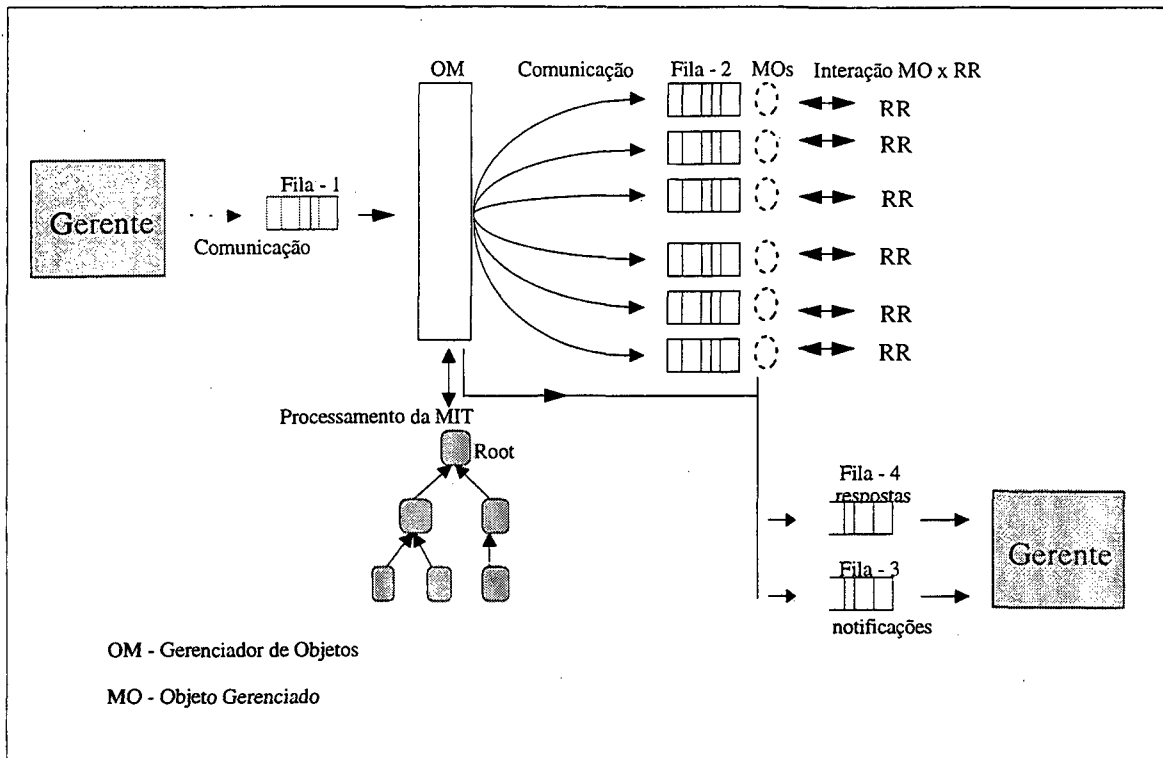 OM
Comunicação
Fila - 2
MOs
Interação MO x RR
RR
RR
RR
RR
RR
RR
Gerente
Fila - 1
Comunicação
Processamento da MIT
Root
Fila - 4
respostas
Fila - 3
notificações
Gerente
OM - Gerenciador de Objetos
MO - Objeto Gerenciado